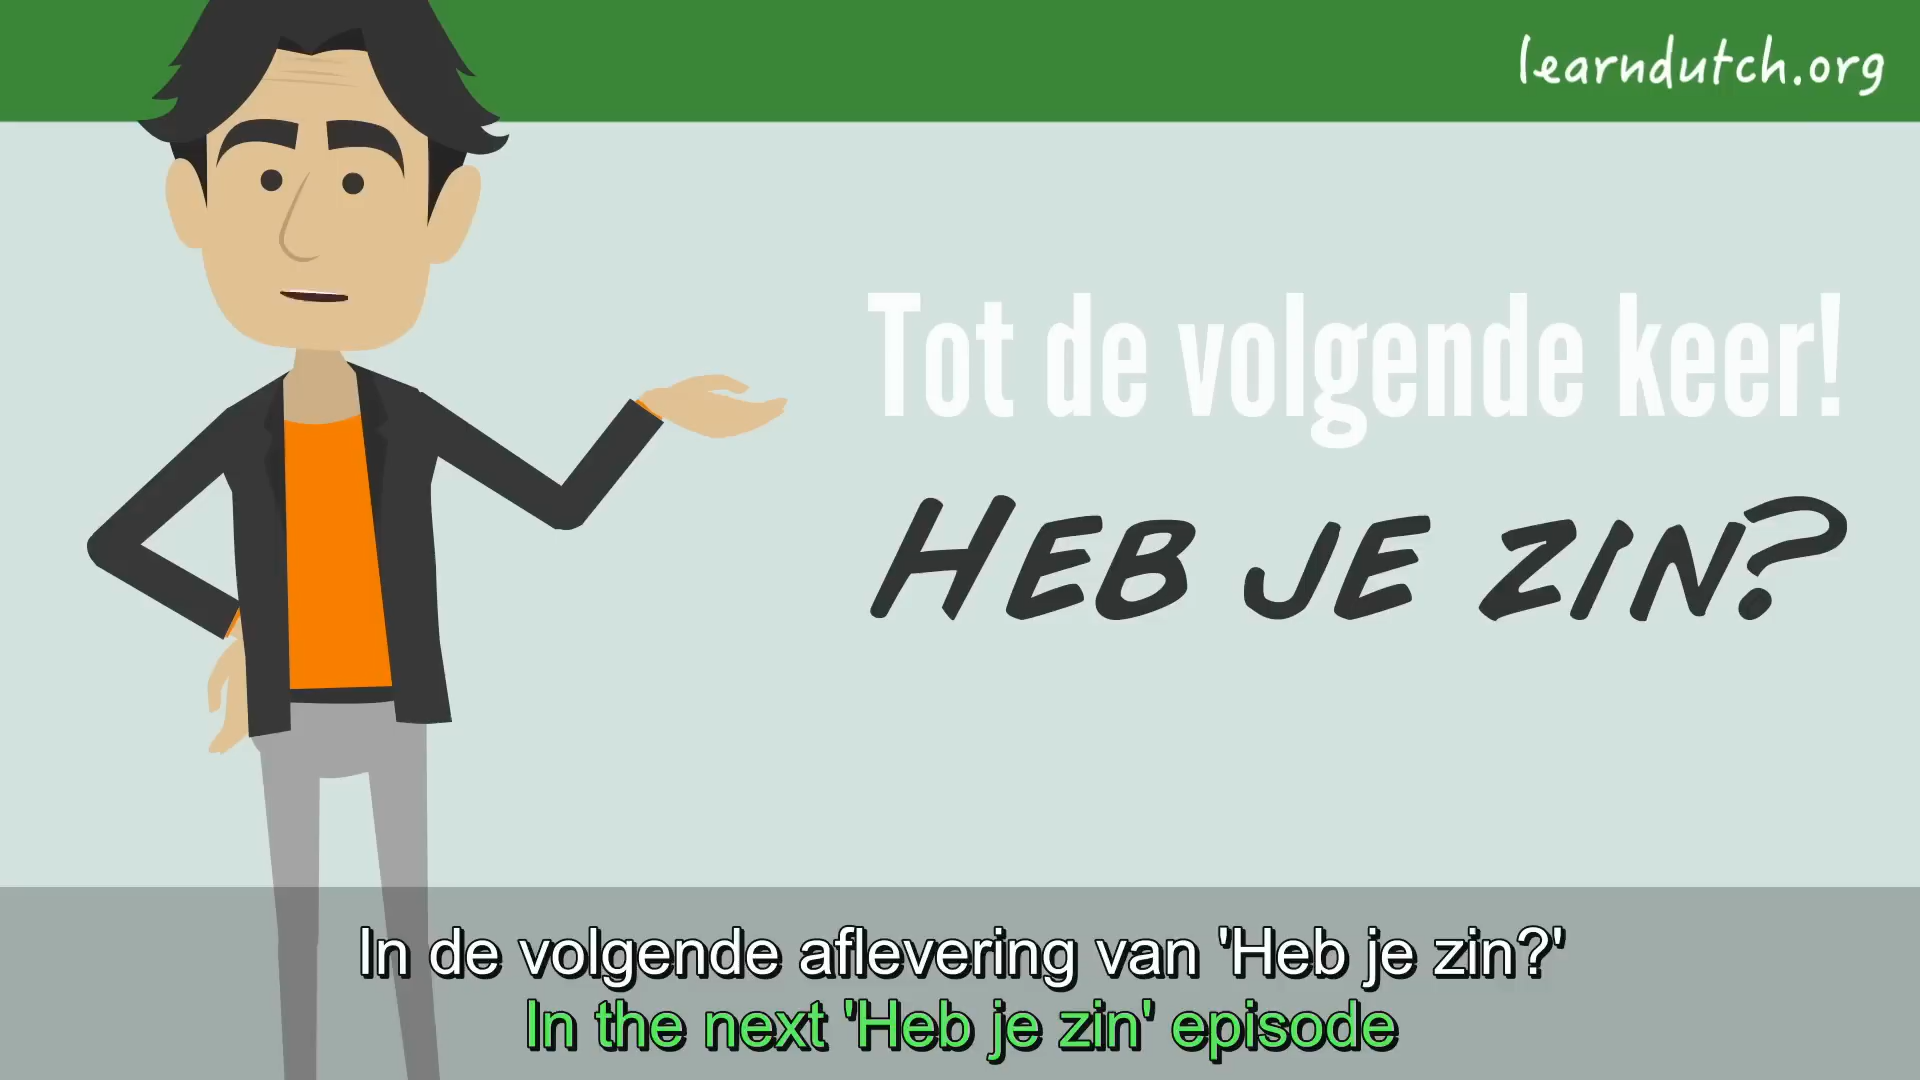 learndutch.org
Tot de volgende keer!
HEB JE ZIN?
In de volgende aflevering van 'Heb je zin?'
In the next 'Heb je zin' episode